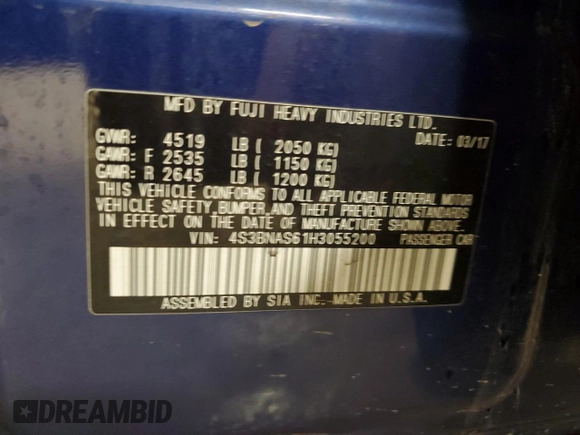 MFD BY FUJI HEAVY INDUSTRIES LTD.
GVWR: 4519 LB ( 2050 KG) DATE: 03/17
GAWR: F 2535 LB ( 1150 KG)
GAWR: R 2645 LB ( 1200 KG)
THIS VEHICLE CONFORMS TO ALL APPLICABLE FEDERAL MOTOR
VEHICLE SAFETY, BUMPER, AND THEFT PREVENTION STANDARDS
IN EFFECT ON THE DATE OF MANUFACTURE SHOWN ABOVE.
VIN: 4S3BNAS61H3055200 PASSENGER CAR
ASSEMBLED BY SIA INC.-MADE IN U.S.A.
DREAMBID